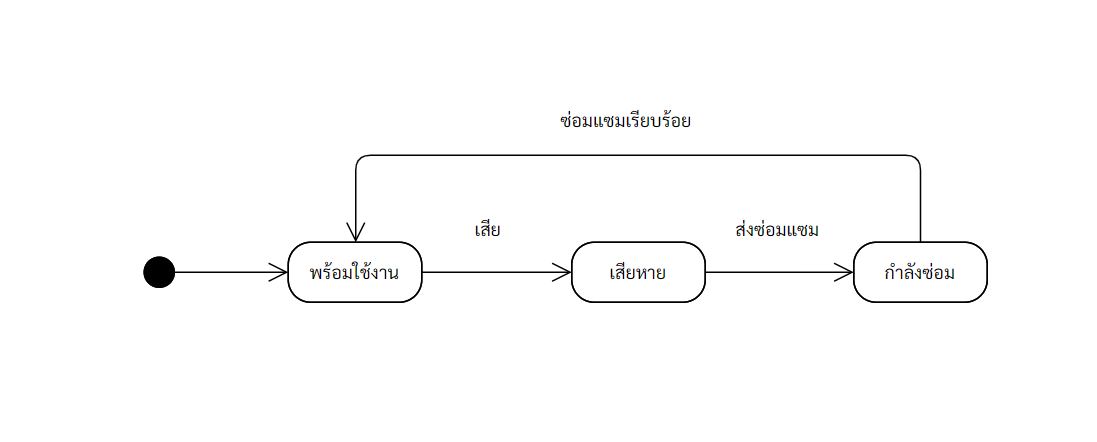 ซ่อมแซมเรียบร้อย
เสีย
ส่งซ่อมแซม
พร้อมใช้งาน
เสียหาย
กำลังซ่อม